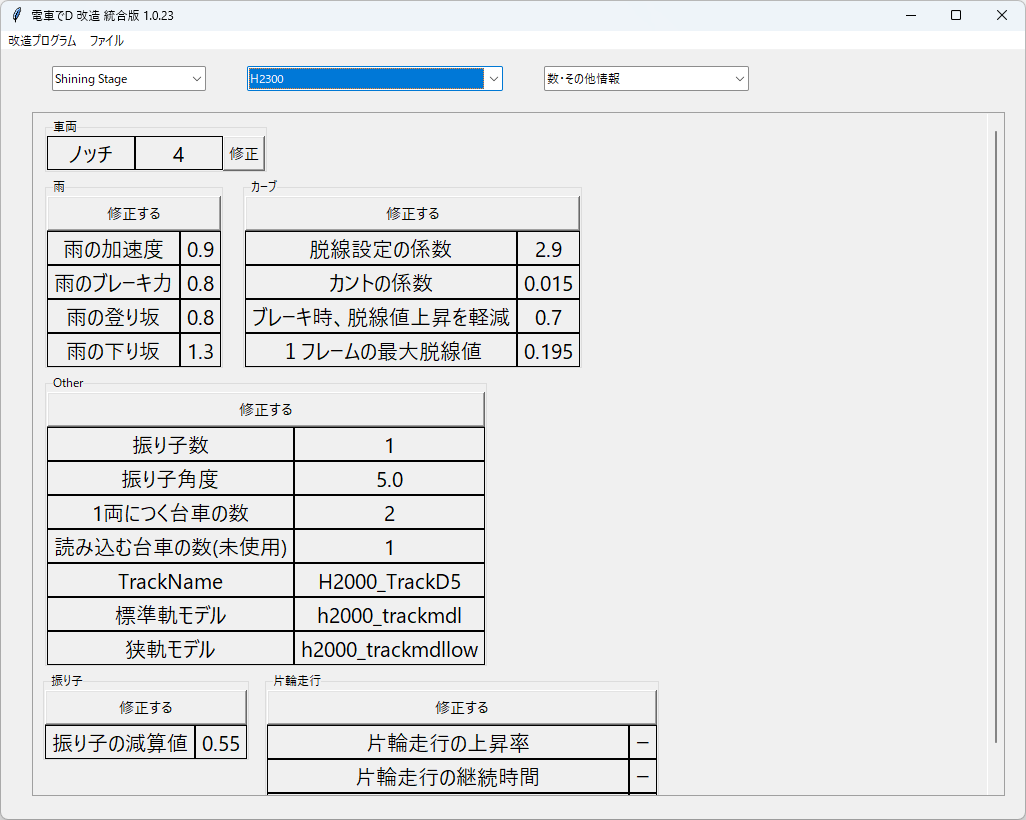 電車でD 改造 統合版 1.0.23
改造プログラム ファイル
Shining Stage H2300 数・その他情報
車両
ノッチ 4 修正
雨 カーブ
修正する 修正する
雨の加速度 0.9 脱線設定の係数 2.9
雨のブレーキ力 0.8 カントの係数 0.015
雨の登り坂 0.8 ブレーキ時、脱線値上昇を軽減 0.7
雨の下り坂 1.3 １フレームの最大脱線値 0.195
Other
修正する
振り子数 1
振り子角度 5.0
1両につく台車の数 2
読み込む台車の数(未使用) 1
TrackName H2000_TrackD5
標準軌モデル h2000_trackmdl
狭軌モデル h2000_trackmdllow
振り子 片輪走行
修正する 修正する
振り子の減算値 0.55 片輪走行の上昇率 −
片輪走行の継続時間 −